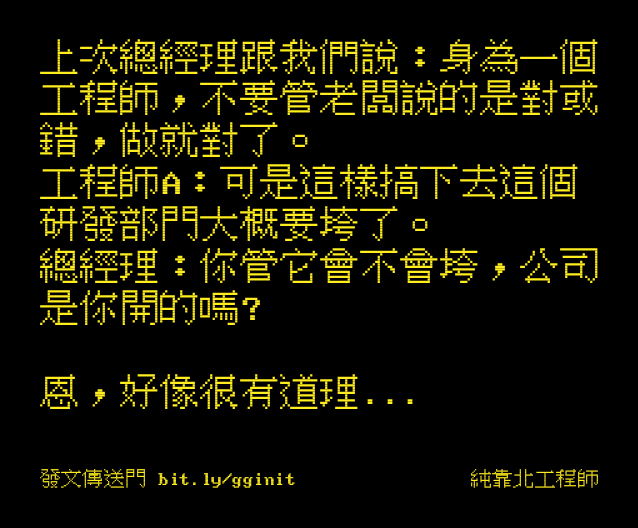 上次總經理跟我們說：身為一個
工程師，不要管老闆說的是對或
錯，做就對了。
工程師A：可是這樣搞下去這個
研發部門大概要垮了。
總經理：你管它會不會垮，公司
是你開的嗎?
恩，好像很有道理...
發文傳送門 bit.ly/gginit
純靠北工程師